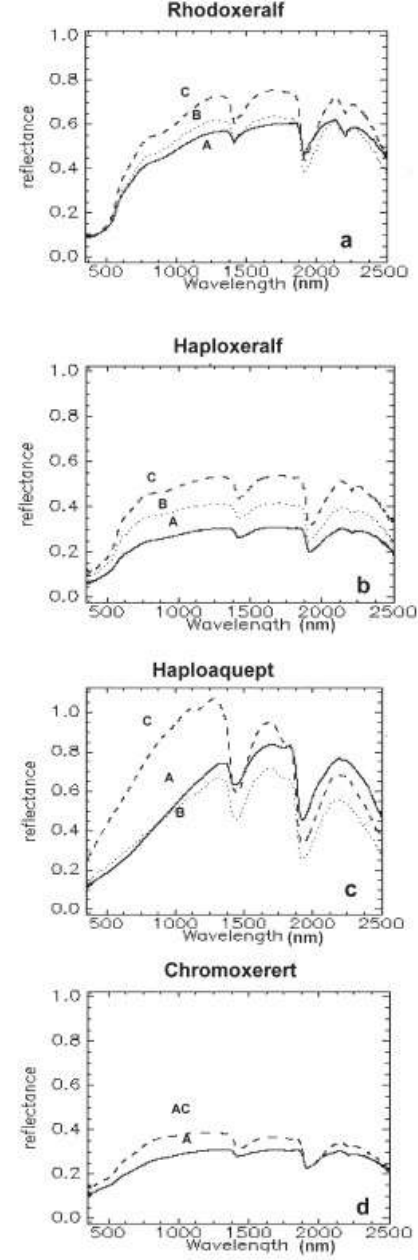 Rhodoxeralf
1.0
0.8
0.6
0.4
0.2
0.0
reflectance
C
B
A
a
500 1000 1500 2000 2500
Wavelength (nm)
Haploxeralf
1.0
0.8
0.6
0.4
0.2
0.0
reflectance
C
B
A
b
500 1000 1500 2000 2500
Wavelength (nm)
Haploaquept
1.0
0.8
0.6
0.4
0.2
0.0
reflectance
C
A
B
c
500 1000 1500 2000 2500
Wavelength (nm)
Chromoxerert
1.0
0.8
0.6
0.4
0.2
0.0
reflectance
AC
A
d
500 1000 1500 2000 2500
Wavelength (nm)